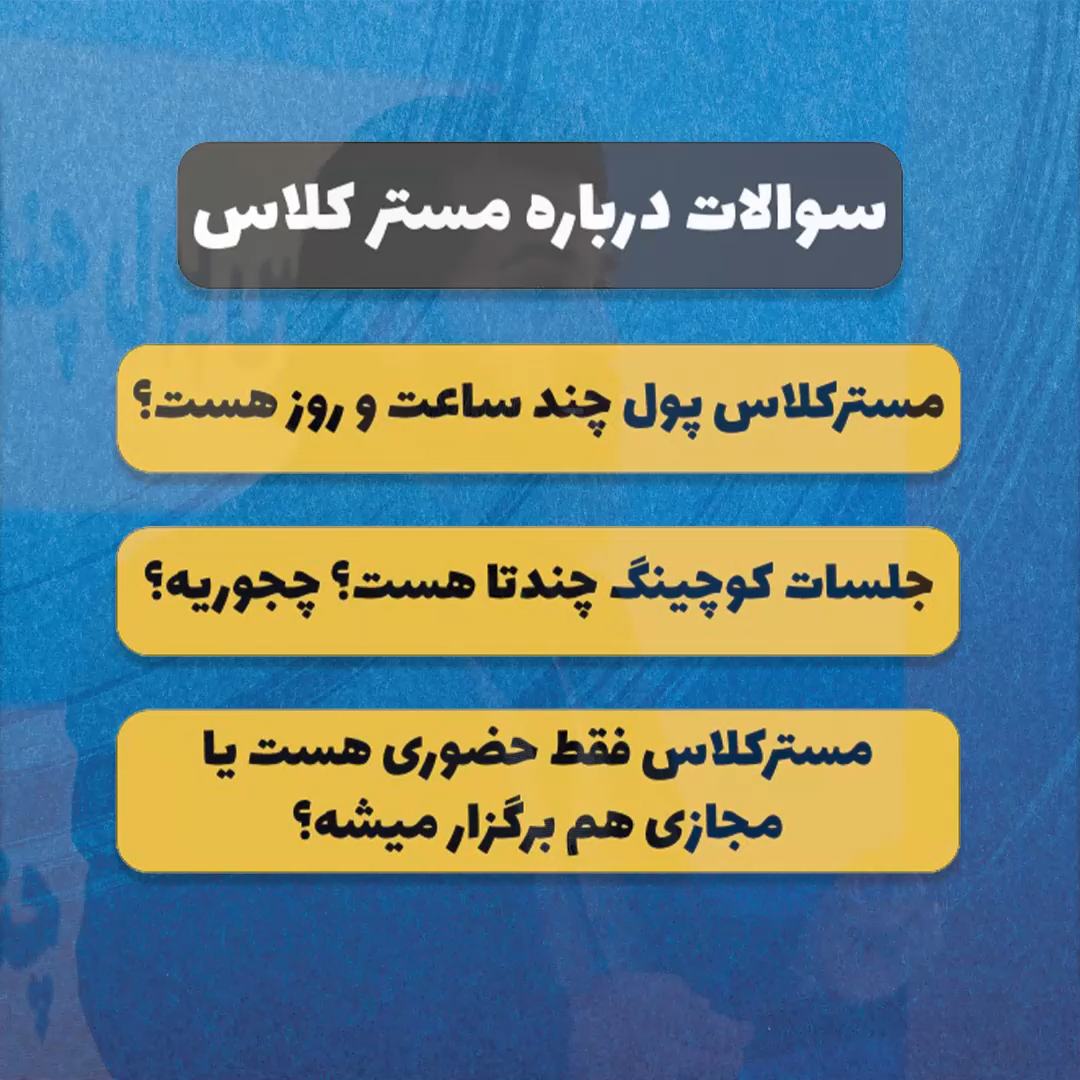 سوالات درباره مستر کلاس
مسترکلاس پول چند ساعت و روز هست؟
جلسات کوچینگ چندتا هست؟ چجوریه؟
مسترکلاس فقط حضوری هست یا
مجازی هم برگزار میشه؟